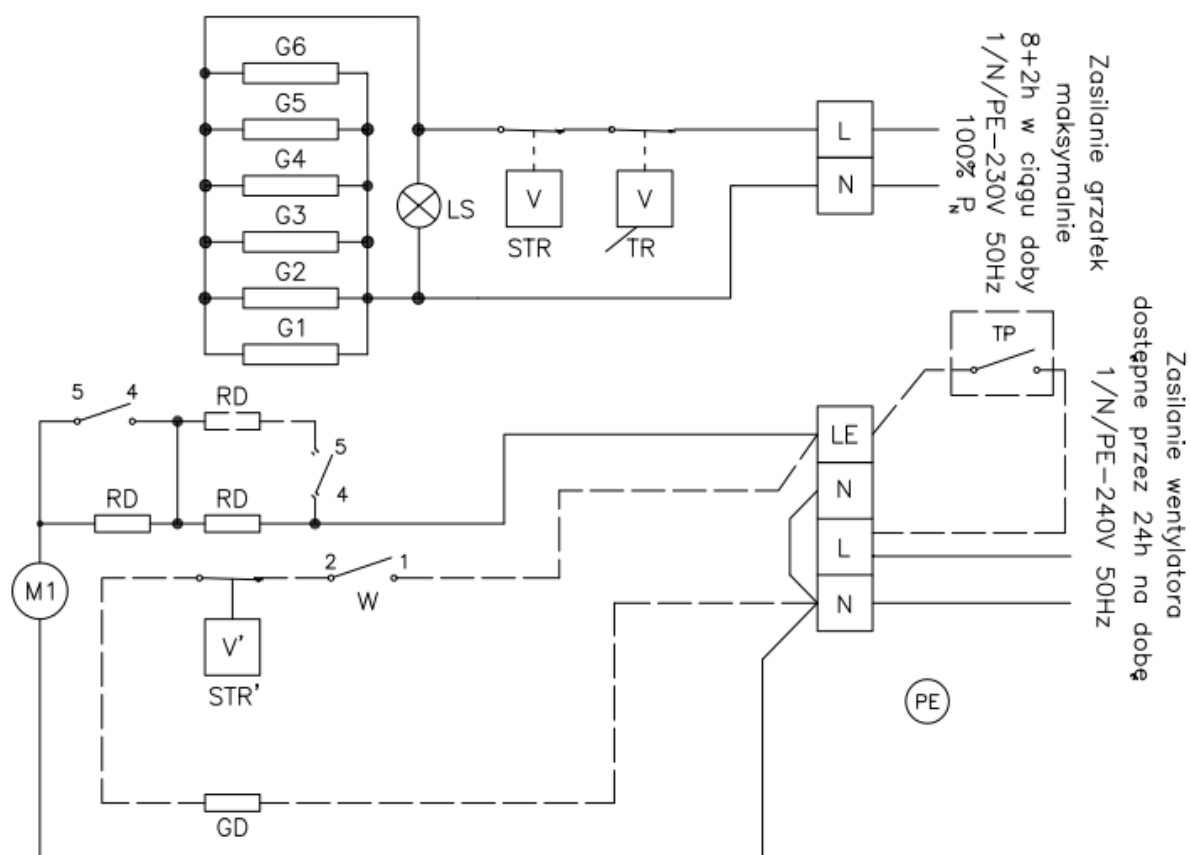 G6
G5
G4
G3
G2
G1
LS
V
STR
V
TR
L
N
Zasilanie grzałek
maksymalnie
8+2h w ciągu doby
1/N/PE-230V 50Hz
100% PN
Zasilanie wentylatora
dostępne przez 24h na dobę
1/N/PE-240V 50Hz
TP
5 4
RD
5
4
RD
RD
LE
N
L
N
M1
2 1
W
V'
STR'
GD
PE